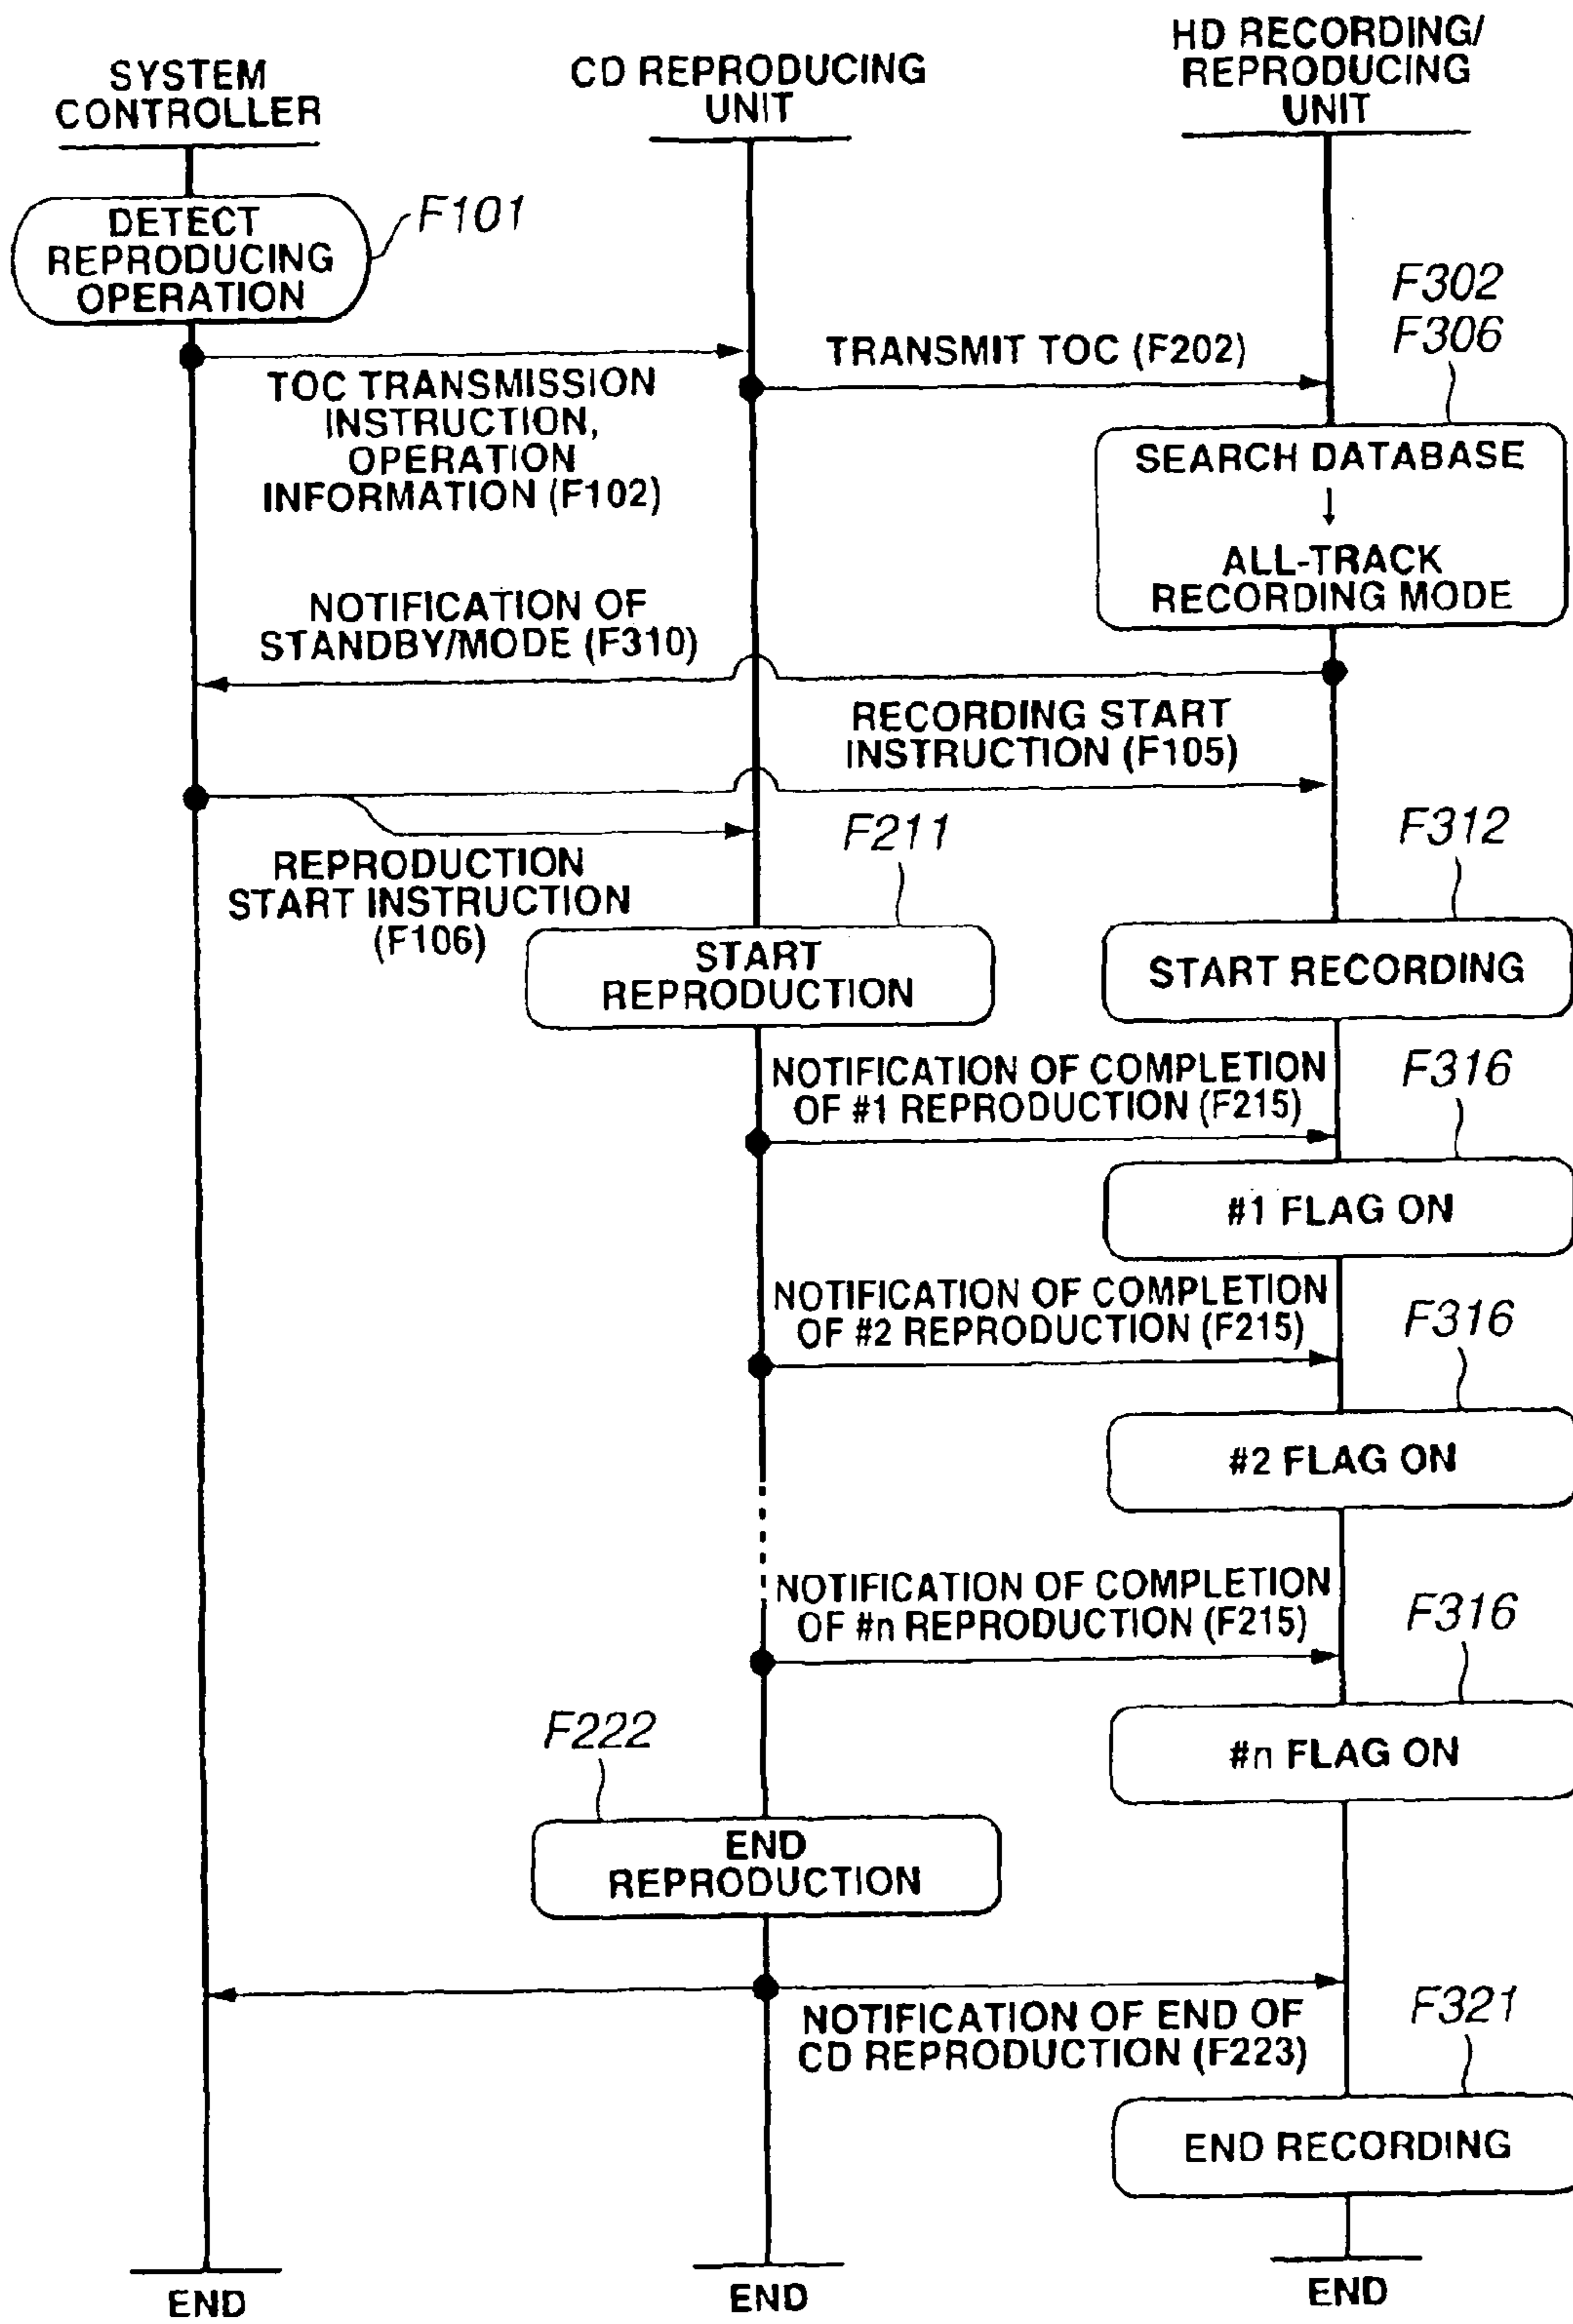 SYSTEM
CONTROLLER
CD REPRODUCING
UNIT
HD RECORDING/
REPRODUCING
UNIT
DETECT
REPRODUCING
OPERATION
F101
TOC TRANSMISSION
INSTRUCTION,
OPERATION
INFORMATION (F102)
TRANSMIT TOC (F202)
F302
F306
SEARCH DATABASE
ALL-TRACK
RECORDING MODE
NOTIFICATION OF
STANDBY/MODE (F310)
RECORDING START
INSTRUCTION (F105)
REPRODUCTION
START INSTRUCTION
(F106)
F211
START
REPRODUCTION
F312
START RECORDING
NOTIFICATION OF COMPLETION
OF #1 REPRODUCTION (F215)
F316
#1 FLAG ON
NOTIFICATION OF COMPLETION
OF #2 REPRODUCTION (F215)
F316
#2 FLAG ON
NOTIFICATION OF COMPLETION
OF #n REPRODUCTION (F215)
F316
#n FLAG ON
F222
END
REPRODUCTION
NOTIFICATION OF END OF
CD REPRODUCTION (F223)
F321
END RECORDING
END
END
END